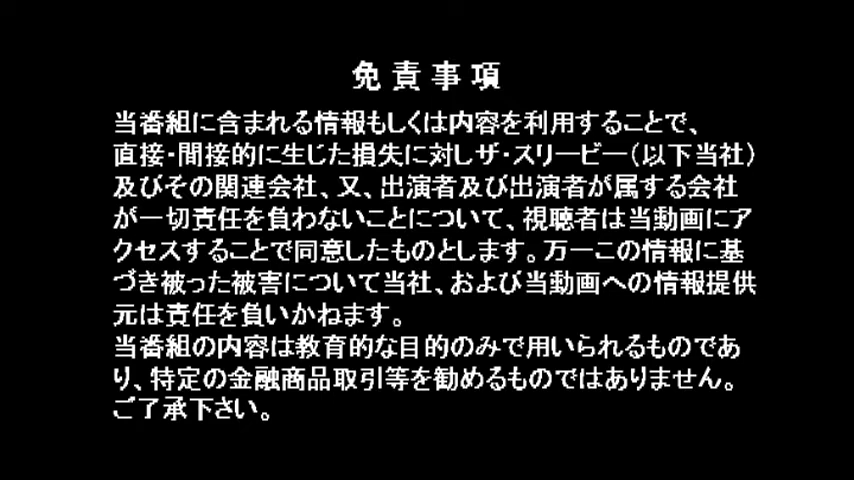 免責事項
当番組に含まれる情報もしくは内容を利用することで、
直接・間接的に生じた損失に対しザ・スリービー（以下当社）
及びその関連会社、又、出演者及び出演者が属する会社
が一切責任を負わないことについて、視聴者は当動画にア
クセスすることで同意したものとします。万一この情報に基
づき被った被害について当社、および当動画への情報提供
元は責任を負いかねます。
当番組の内容は教育的な目的のみで用いられるものであ
り、特定の金融商品取引等を勧めるものではありません。
ご了承下さい。